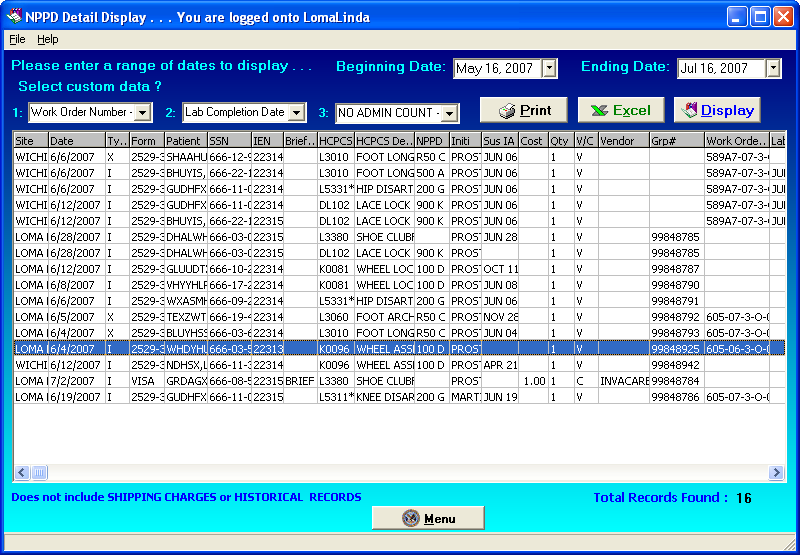 NPPD Detail Display . . . You are logged onto LomaLinda
File Help
Please enter a range of dates to display . . . Beginning Date: May 16, 2007 Ending Date: Jul 16, 2007
Select custom data ?
1: Work Order Number - 2: Lab Completion Date - 3: NO ADMIN COUNT - Print Excel Display
Site Date Ty.. Form Patient SSN IEN Brief.. HCPCS HCPCS De... NPPD Initi Sus IA Cost Qty V/C Vendor Grp# Work Orde.. Lab
WICHI 6/6/2007 X 2529-3 SHAAHU 666-12-9 22314 L3010 FOOT LONG R50 C PROST JUN 06 1 V 589A7-07-3-
WICHI 6/6/2007 I 2529-3 BHUYIS, 666-22-1 22314 L3010 FOOT LONG 500 A PROST JUN 06 1 V 589A7-07-3- JUI
WICHI 6/6/2007 I 2529-3 GUDHFX 666-11-0 22314 L5331* HIP DISART 200 G PROST JUN 06 1 V 589A7-07-3- JUI
WICHI 6/12/2007 I 2529-3 GUDHFX 666-11-0 22314 DL102 LACE LOCK 900 K PROST JUN 06 1 V 589A7-07-3- JUI
WICHI 6/12/2007 I 2529-3 BHUYIS, 666-22-1 22315 DL102 LACE LOCK 900 K PROST JUN 06 1 V 589A7-07-3- JUI
LOMA 6/28/2007 I 2529-3 DHALWH 666-03-0 22315 L3380 SHOE CLUBF PROST JUN 28 1 V 99848785
LOMA 6/28/2007 I 2529-3 DHALWH 666-03-0 22315 DL102 LACE LOCK 900 K PROST 1 V 99848785
LOMA 6/12/2007 I 2529-3 GLUUDT 666-10-2 22314 K0081 WHEEL LOC 100 D PROST OCT 11 1 V 99848787
LOMA 6/8/2007 I 2529-3 VHYYHL 666-17-2 22314 K0081 WHEEL LOC 100 D PROST JUN 08 1 V 99848790
LOMA 6/6/2007 I 2529-3 WXASMH 666-09-2 22314 L5331* HIP DISART 200 G PROST JUN 06 1 V 99848791
LOMA 6/5/2007 X 2529-3 TEXZWT 666-19-4 22314 L3060 FOOT ARCH R50 C PROST NOV 28 1 V 99848792 605-07-3-O-0
LOMA 6/4/2007 X 2529-3 BLUYHS 666-63-6 22314 L3010 FOOT LONG R50 C PROST JUN 04 1 V 99848793 605-07-3-O-0
LOMA 6/4/2007 I 2529-3 WHDYHL 666-03-5 22313 K0096 WHEEL ASS 100 D PROST 1 V 99848925 605-06-3-O-0
WICHI 6/12/2007 I 2529-3 NDHSX,L 666-11-3 22314 K0096 WHEEL ASS 100 D PROST APR 21 1 V 99848942
LOMA 7/2/2007 I VISA GRDAGX 666-08-5 22315 BRIEF L3380 SHOE CLUBF PROST 1.00 1 C INVACARE 99848784
LOMA 6/19/2007 I 2529-3 GUDHFX 666-11-0 22314 L5311* KNEE DISAR 200 G MART. JUN 19 1 V 99848786 605-07-3-O-0
Does not include SHIPPING CHARGES or HISTORICAL RECORDS Total Records Found : 16
Menu